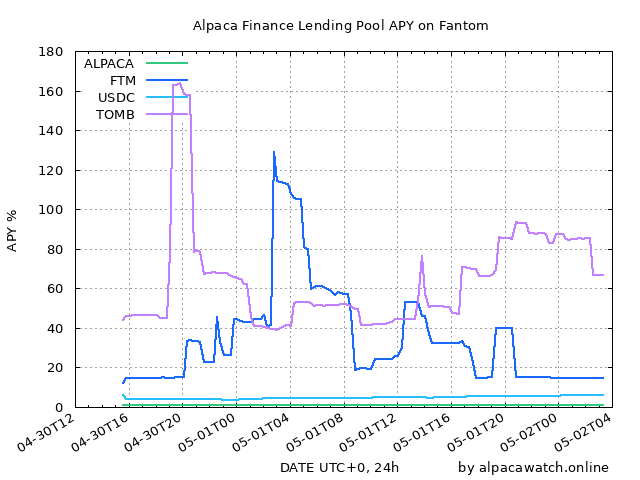 Alpaca Finance Lending Pool APY on Fantom
180
160
140
120
100
80
60
40
20
0
APY %
ALPACA
FTM
USDC
TOMB
04-30T12
04-30T16
04-30T20
05-01T00
05-01T04
05-01T08
05-01T12
05-01T16
05-01T20
05-02T00
05-02T04
DATE UTC+0, 24h
by alpacawatch.online